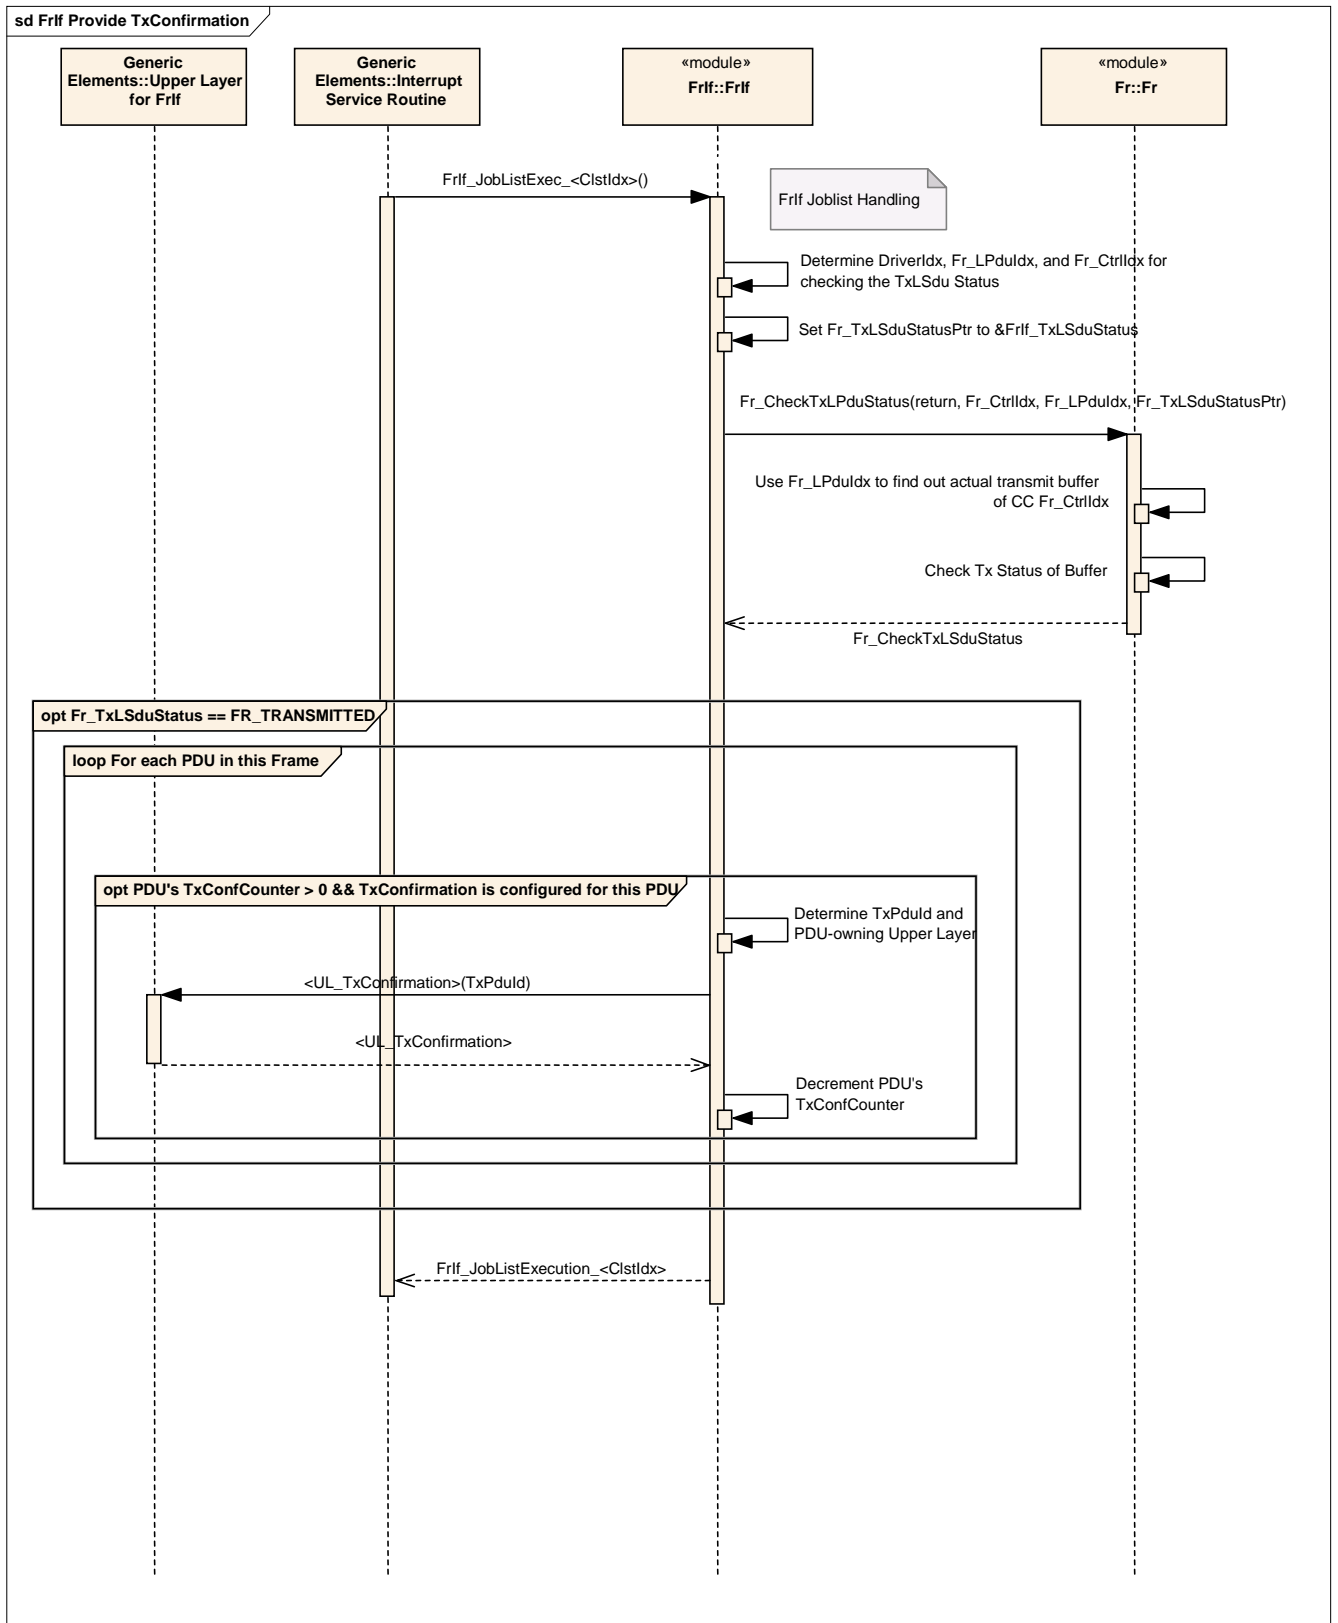 sd FrIf Provide TxConfirmation
Generic
Elements::Upper Layer
for FrIf
Generic
Elements::Interrupt
Service Routine
«module»
FrIf::FrIf
«module»
Fr::Fr
FrIf_JobListExec_<ClstIdx>()
FrIf Joblist Handling
Determine DriverIdx, Fr_LPduIdx, and Fr_CtrlIdx for
checking the TxLSdu Status
Set Fr_TxLSduStatusPtr to &FrIf_TxLSduStatus
Fr_CheckTxLPduStatus(return, Fr_CtrlIdx, Fr_LPduIdx, Fr_TxLSduStatusPtr)
Use Fr_LPduIdx to find out actual transmit buffer
of CC Fr_CtrlIdx
Check Tx Status of Buffer
Fr_CheckTxLSduStatus
opt Fr_TxLSduStatus == FR_TRANSMITTED
loop For each PDU in this Frame
opt PDU's TxConfCounter > 0 && TxConfirmation is configured for this PDU
Determine TxPduId and
PDU-owning Upper Layer
<UL_TxConfirmation>(TxPduId)
<UL_TxConfirmation>
Decrement PDU's
TxConfCounter
FrIf_JobListExecution_<ClstIdx>